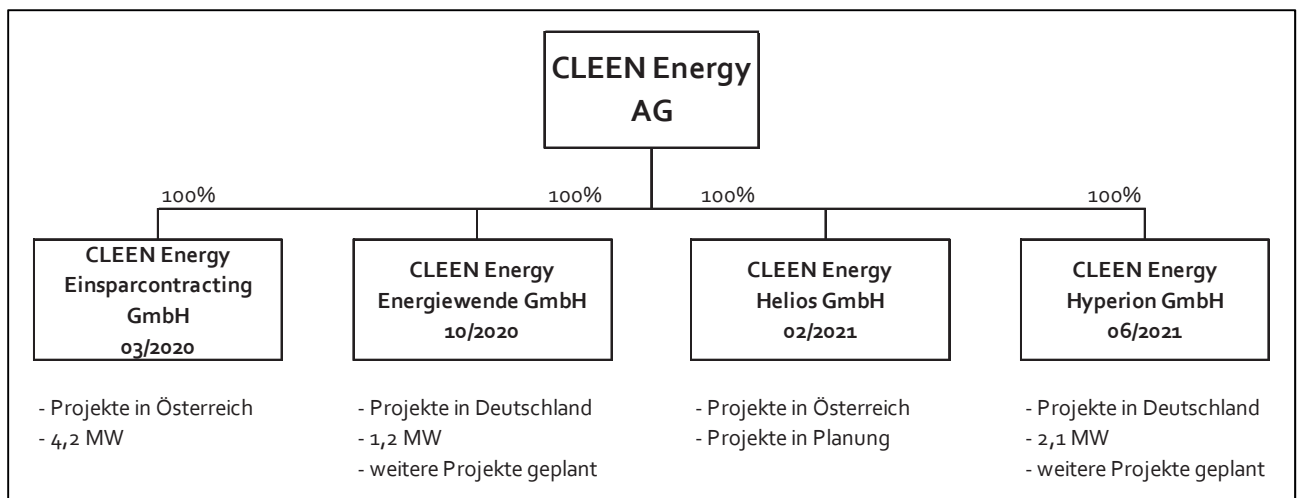 CLEEN Energy
AG
100%
100%
100%
100%
CLEEN Energy
Einsparcontracting
GmbH
03/2020
CLEEN Energy
Energiewende GmbH
10/2020
CLEEN Energy
Helios GmbH
02/2021
CLEEN Energy
Hyperion GmbH
06/2021
- Projekte in Österreich
- 4,2 MW
- Projekte in Deutschland
- 1,2 MW
- weitere Projekte geplant
- Projekte in Österreich
- Projekte in Planung
- Projekte in Deutschland
- 2,1 MW
- weitere Projekte geplant